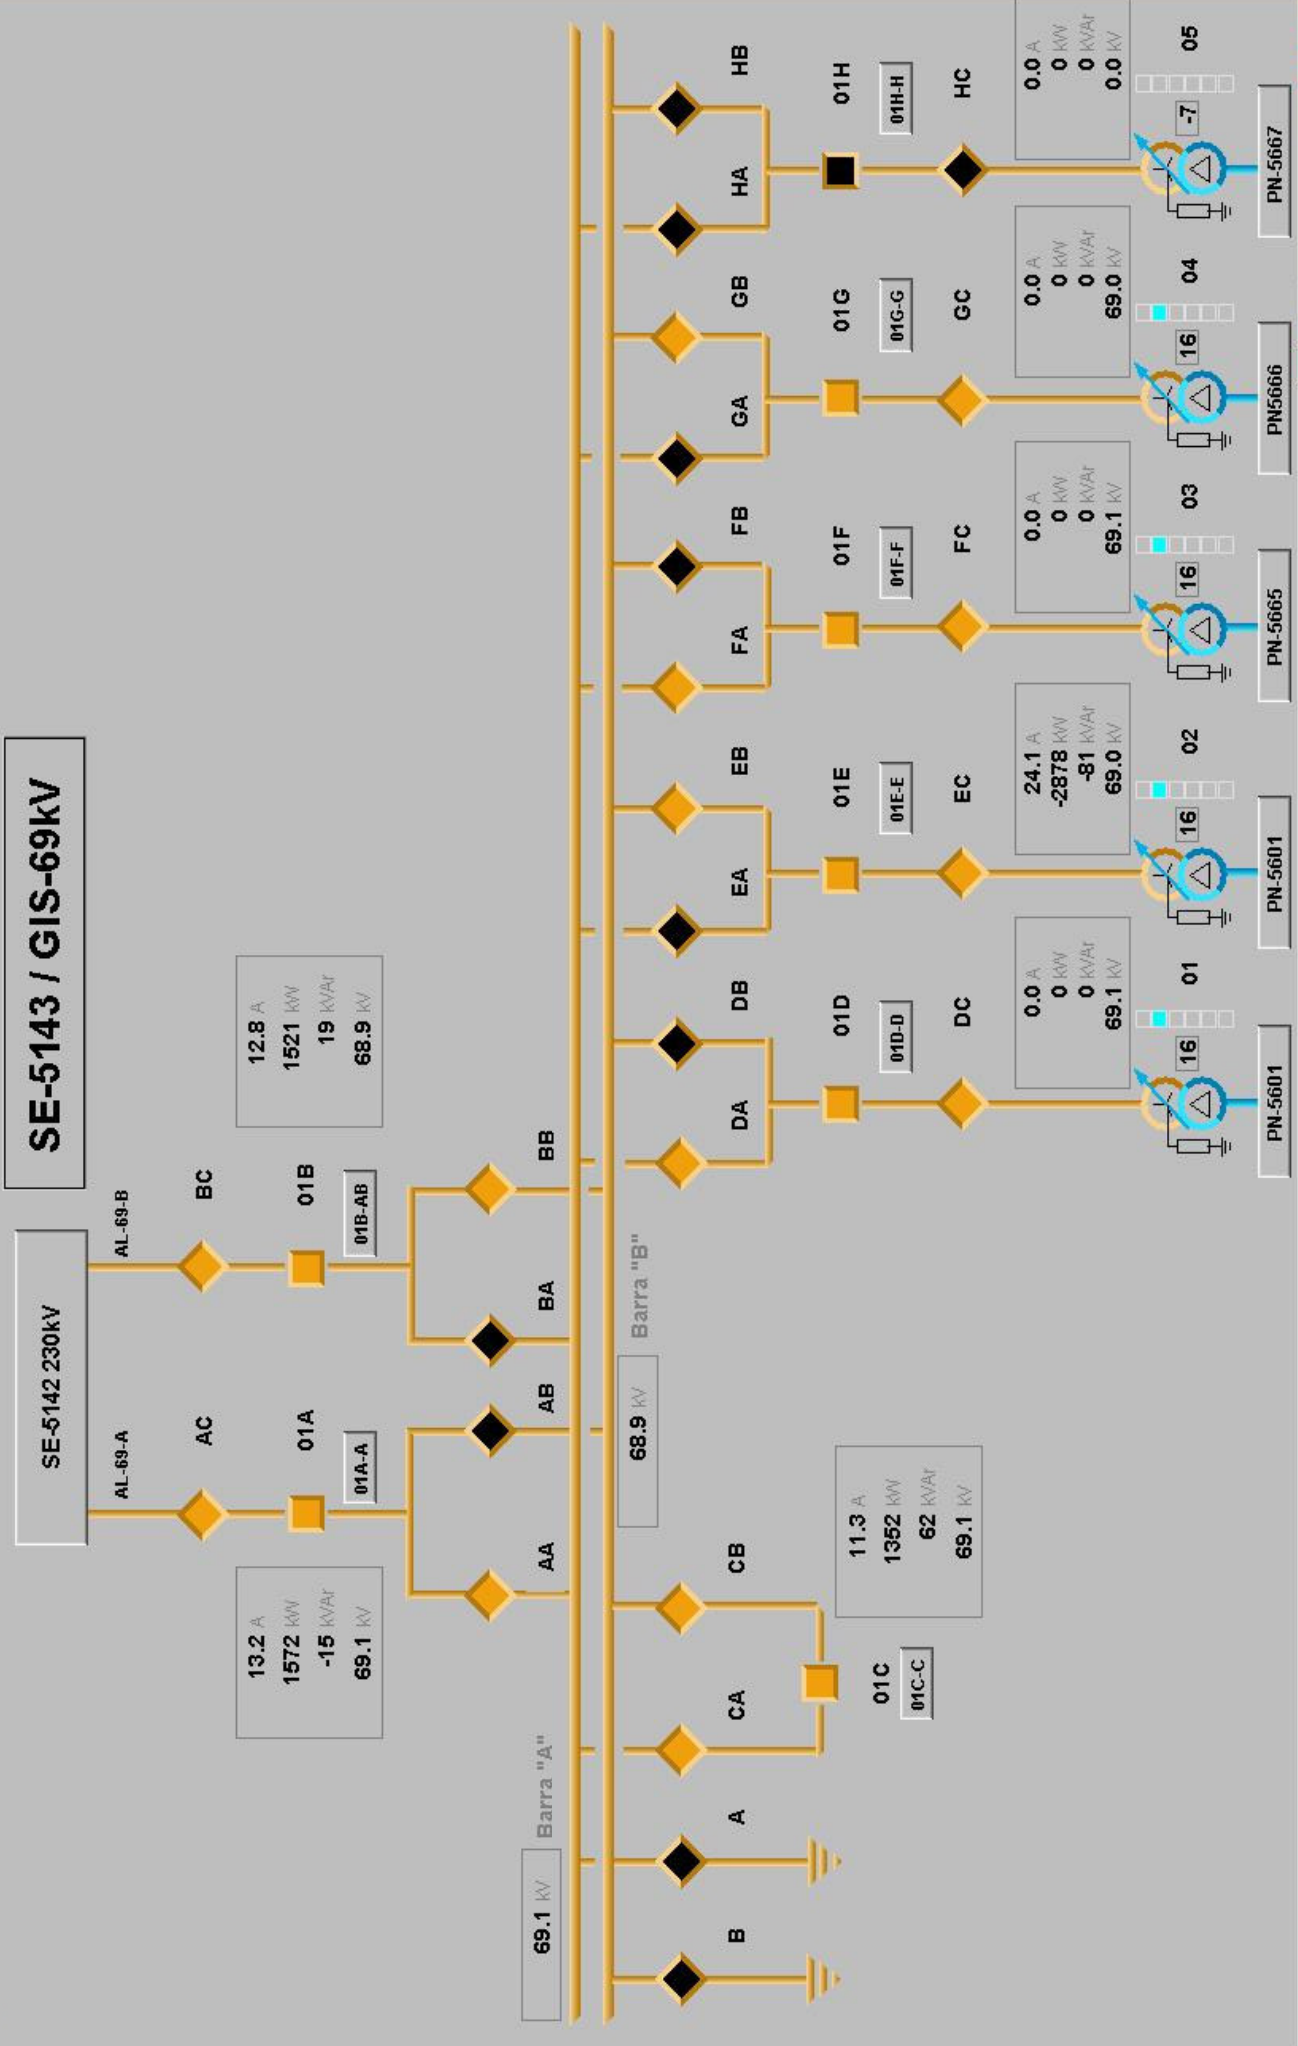 SE-5143 / GIS-69kV
SE-5142 230kV
AL-69-A
AL-69-B
AC
BC
13.2 A
1572 kW
-15 kVAr
69.1 kV
01A
01A-A
01B
01B-AB
12.8 A
1521 kW
19 kVAr
68.9 kV
AA
AB
BA
BB
69.1 kV
Barra "A"
68.9 kV
Barra "B"
B
A
CA
CB
01C
01C-C
11.3 A
1352 kW
62 kVAr
69.1 kV
DA
DB
EA
EB
FA
FB
GA
GB
HA
HB
01D
01E
01F
01G
01H
01D-D
01E-E
01F-F
01G-G
01H-H
DC
EC
FC
GC
HC
0.0 A
0 kW
0 kVAr
69.1 kV
24.1 A
-2878 kW
-81 kVAr
69.0 kV
0.0 A
0 kW
0 kVAr
69.1 kV
0.0 A
0 kW
0 kVAr
69.0 kV
0.0 A
0 kW
0 kVAr
0.0 kV
16
01
16
02
16
03
16
04
-7
05
PN-5601
PN-5601
PN-5665
PN5666
PN-5667